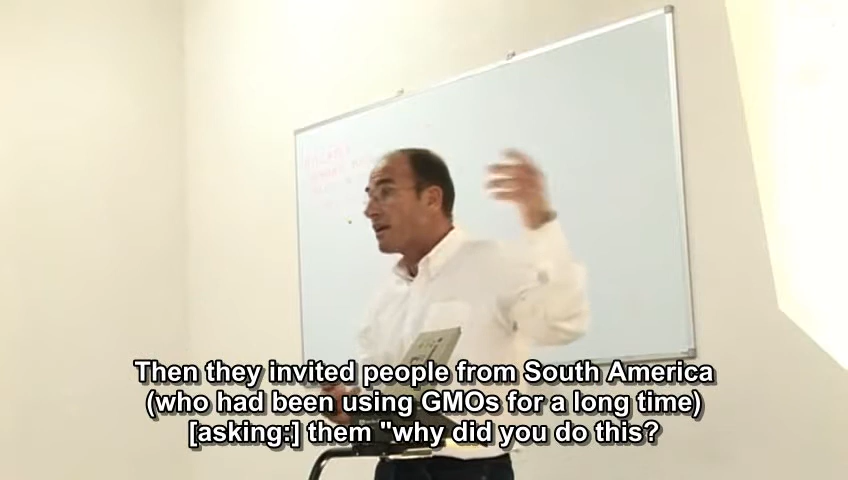 Then they invited people from South America
(who had been using GMOs for a long time)
[asking:] them "why did you do this?